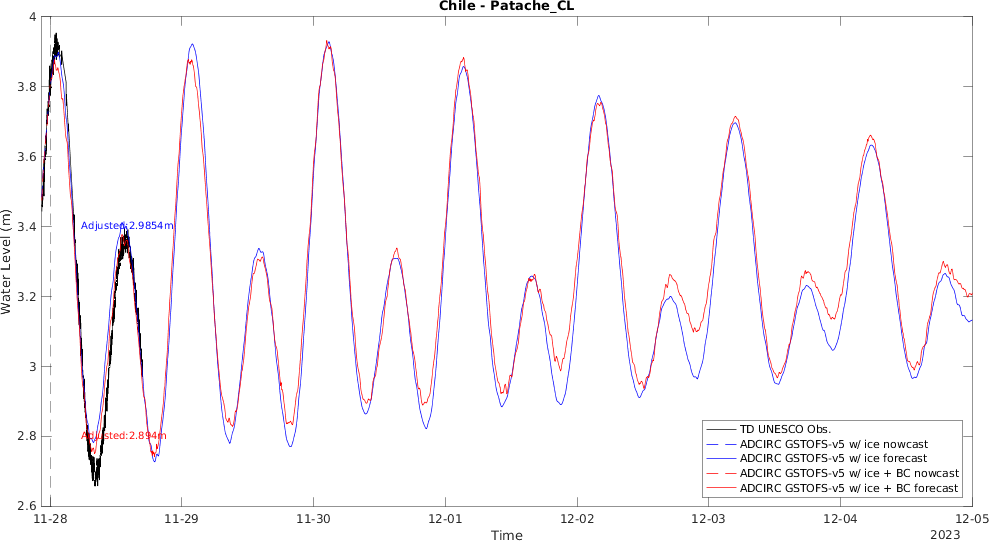 Chile - Patache_CL
4
3.8
3.6
3.4
3.2
3
2.8
2.6
Water Level (m)
Adjusted:2.9854m
Adjusted:2.894m
TD UNESCO Obs.
ADCIRC GSTOFS-v5 w/ ice nowcast
ADCIRC GSTOFS-v5 w/ ice forecast
ADCIRC GSTOFS-v5 w/ ice + BC nowcast
ADCIRC GSTOFS-v5 w/ ice + BC forecast
11-28 11-29 11-30 12-01 12-02 12-03 12-04 12-05
Time
2023